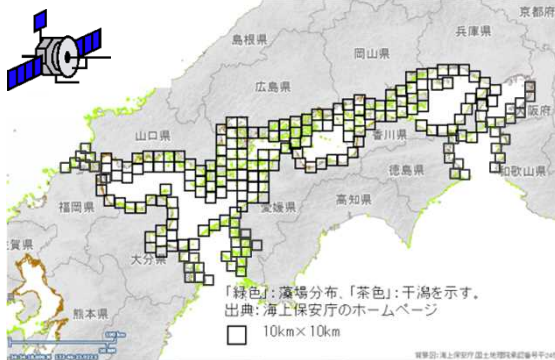 京都府
兵庫県
島根県
岡山県
広島県
大阪府
山口県
香川県
徳島県
和歌山県
福岡県
愛媛県
高知県
佐賀県
大分県
熊本県
「緑色」：藻場分布、「茶色」：干潟を示す。
出典：海上保安庁のホームページ
10km×10km